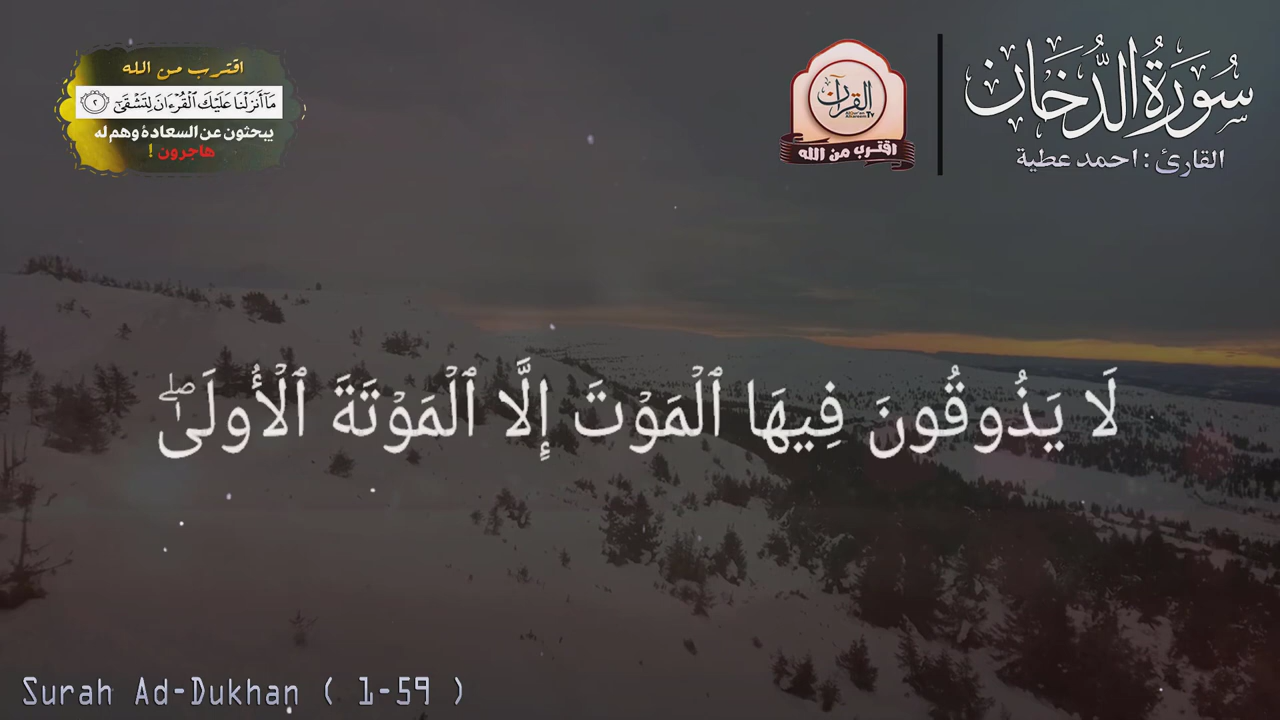 اقترب من الله
مَآ أَنزَلْنَا عَلَيْكَ ٱلْقُرْءَانَ لِتَشْقَىٰٓ ٢
يبحثون عن السعادة وهم له
هاجرون !
القرآن
Tv
اقترب من الله
سُورَةُ الدُّخَان
القارئ : احمد عطية
لَا يَذُوقُونَ فِيهَا ٱلْمَوْتَ إِلَّا ٱلْمَوْتَةَ ٱلْأُولَىٰۖ
Surah Ad-Dukhan ( 1-59 )